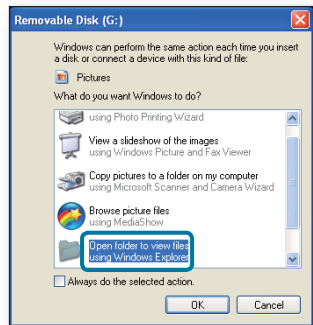 Removable Disk (G:)
Windows can perform the same action each time you insert
a disk or connect a device with this kind of file:
Pictures
What do you want Windows to do?
using Photo Printing Wizard
View a slideshow of the images
using Windows Picture and Fax Viewer
Copy pictures to a folder on my computer
using Microsoft Scanner and Camera Wizard
Browse picture files
using MediaShow
Open folder to view files
using Windows Explorer
Always do the selected action.
OK
Cancel